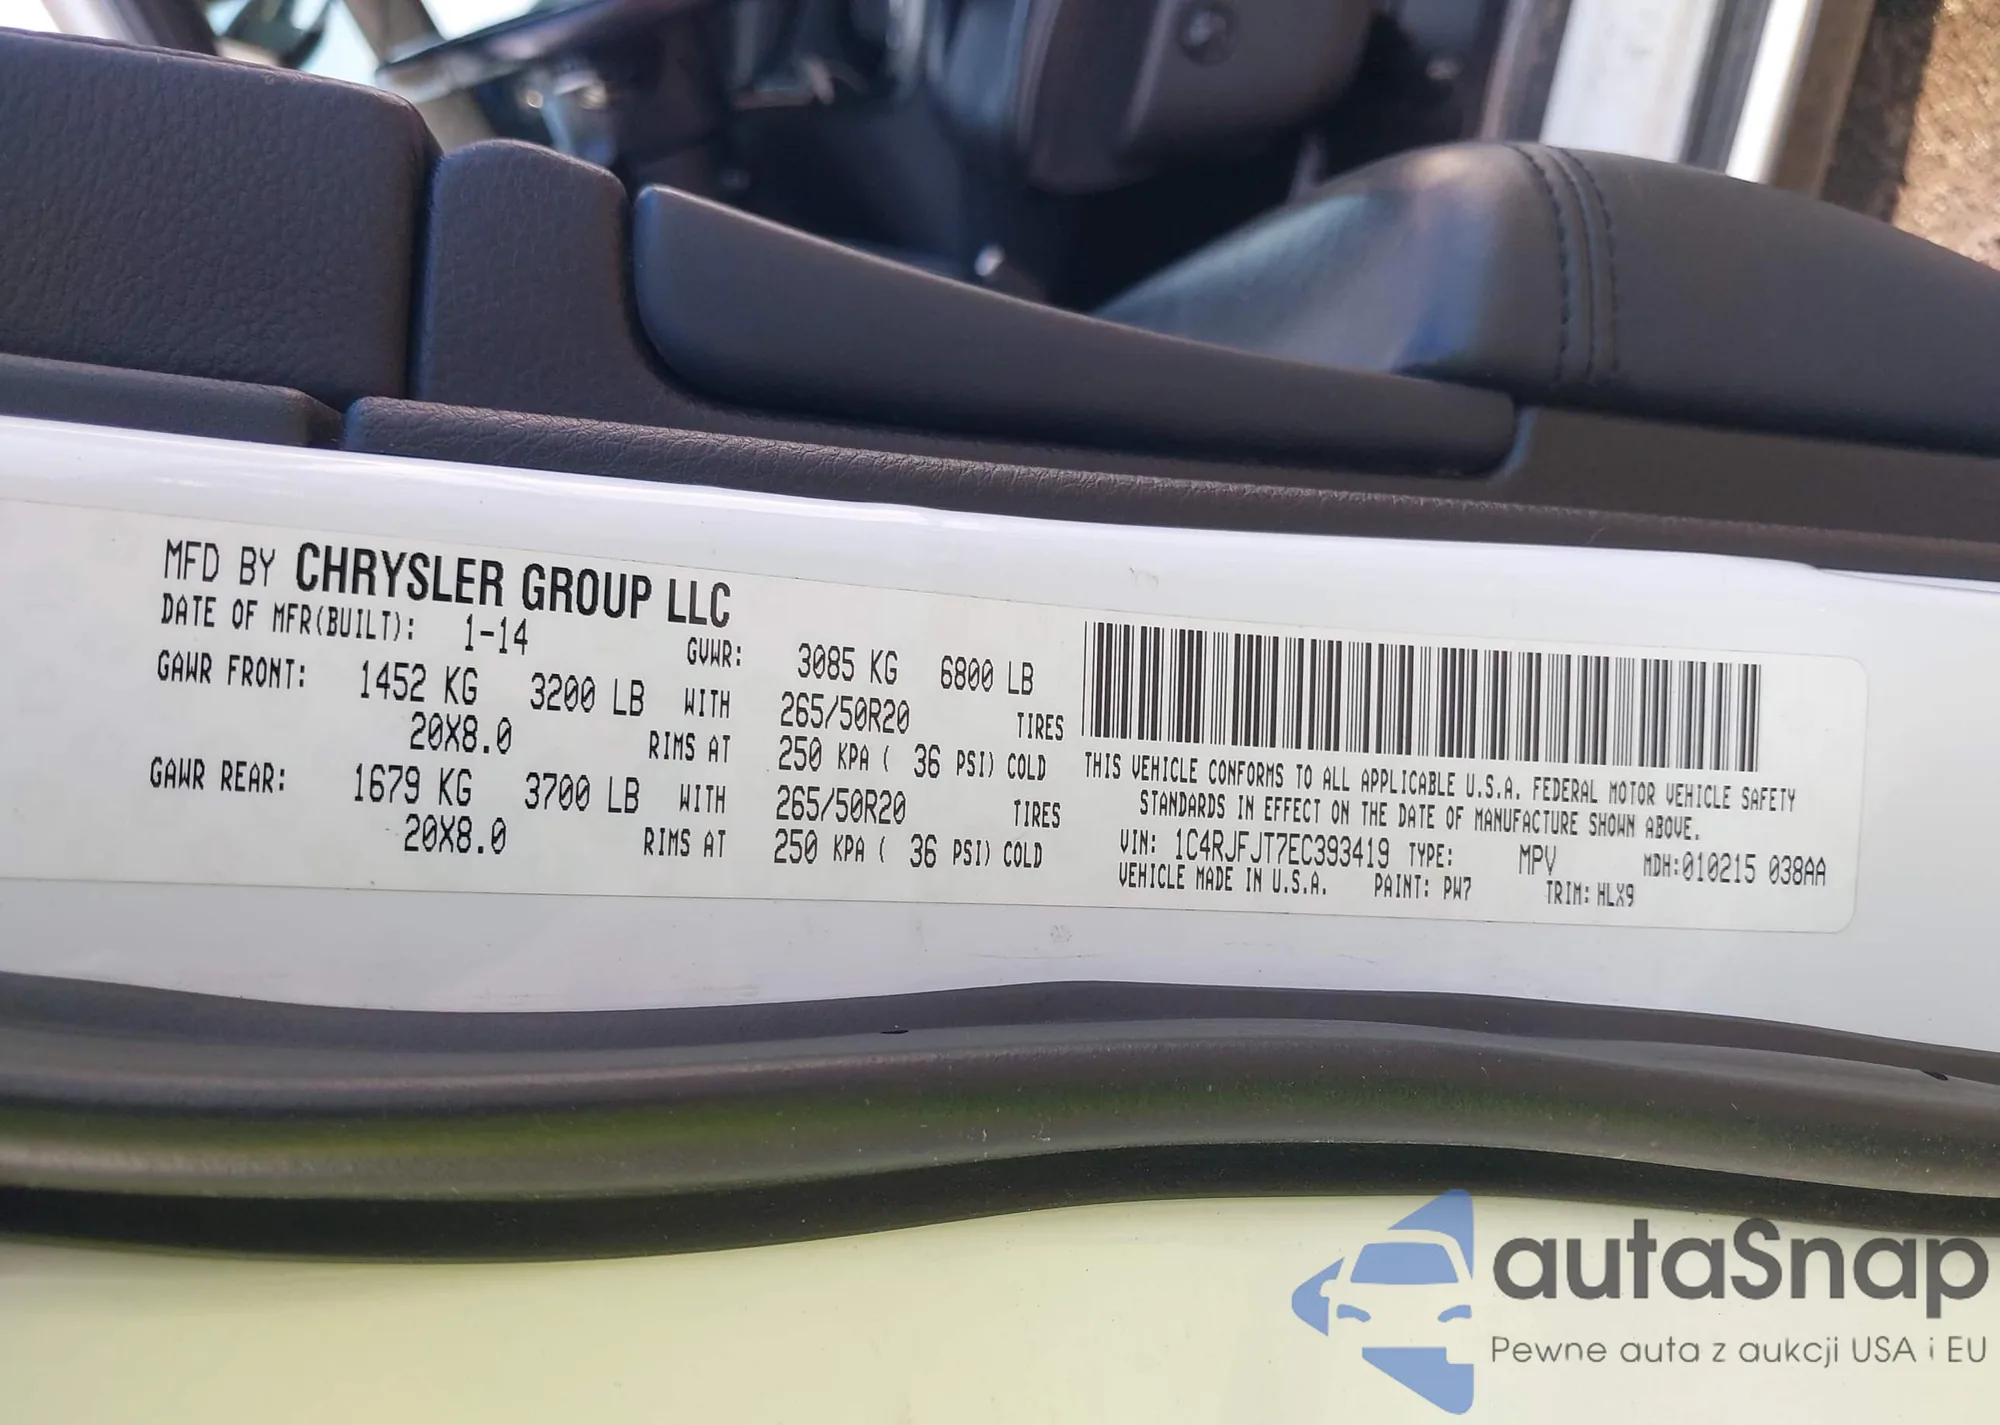 MFD BY CHRYSLER GROUP LLC
DATE OF MFR(BUILT): 1-14 GVWR: 3085 KG 6800 LB
GAWR FRONT: 1452 KG 3200 LB WITH 265/50R20 TIRES
20X8.0 RIMS AT 250 KPA ( 36 PSI) COLD
GAWR REAR: 1679 KG 3700 LB WITH 265/50R20 TIRES
20X8.0 RIMS AT 250 KPA ( 36 PSI) COLD
THIS VEHICLE CONFORMS TO ALL APPLICABLE U.S.A. FEDERAL MOTOR VEHICLE SAFETY
STANDARDS IN EFFECT ON THE DATE OF MANUFACTURE SHOWN ABOVE.
VIN: 1C4RJFJT7EC393419 TYPE: MPV MDH:010215 038AA
VEHICLE MADE IN U.S.A. PAINT: PW7 TRIM: HLX9
autaSnap
Pewne auta z aukcji USA i EU